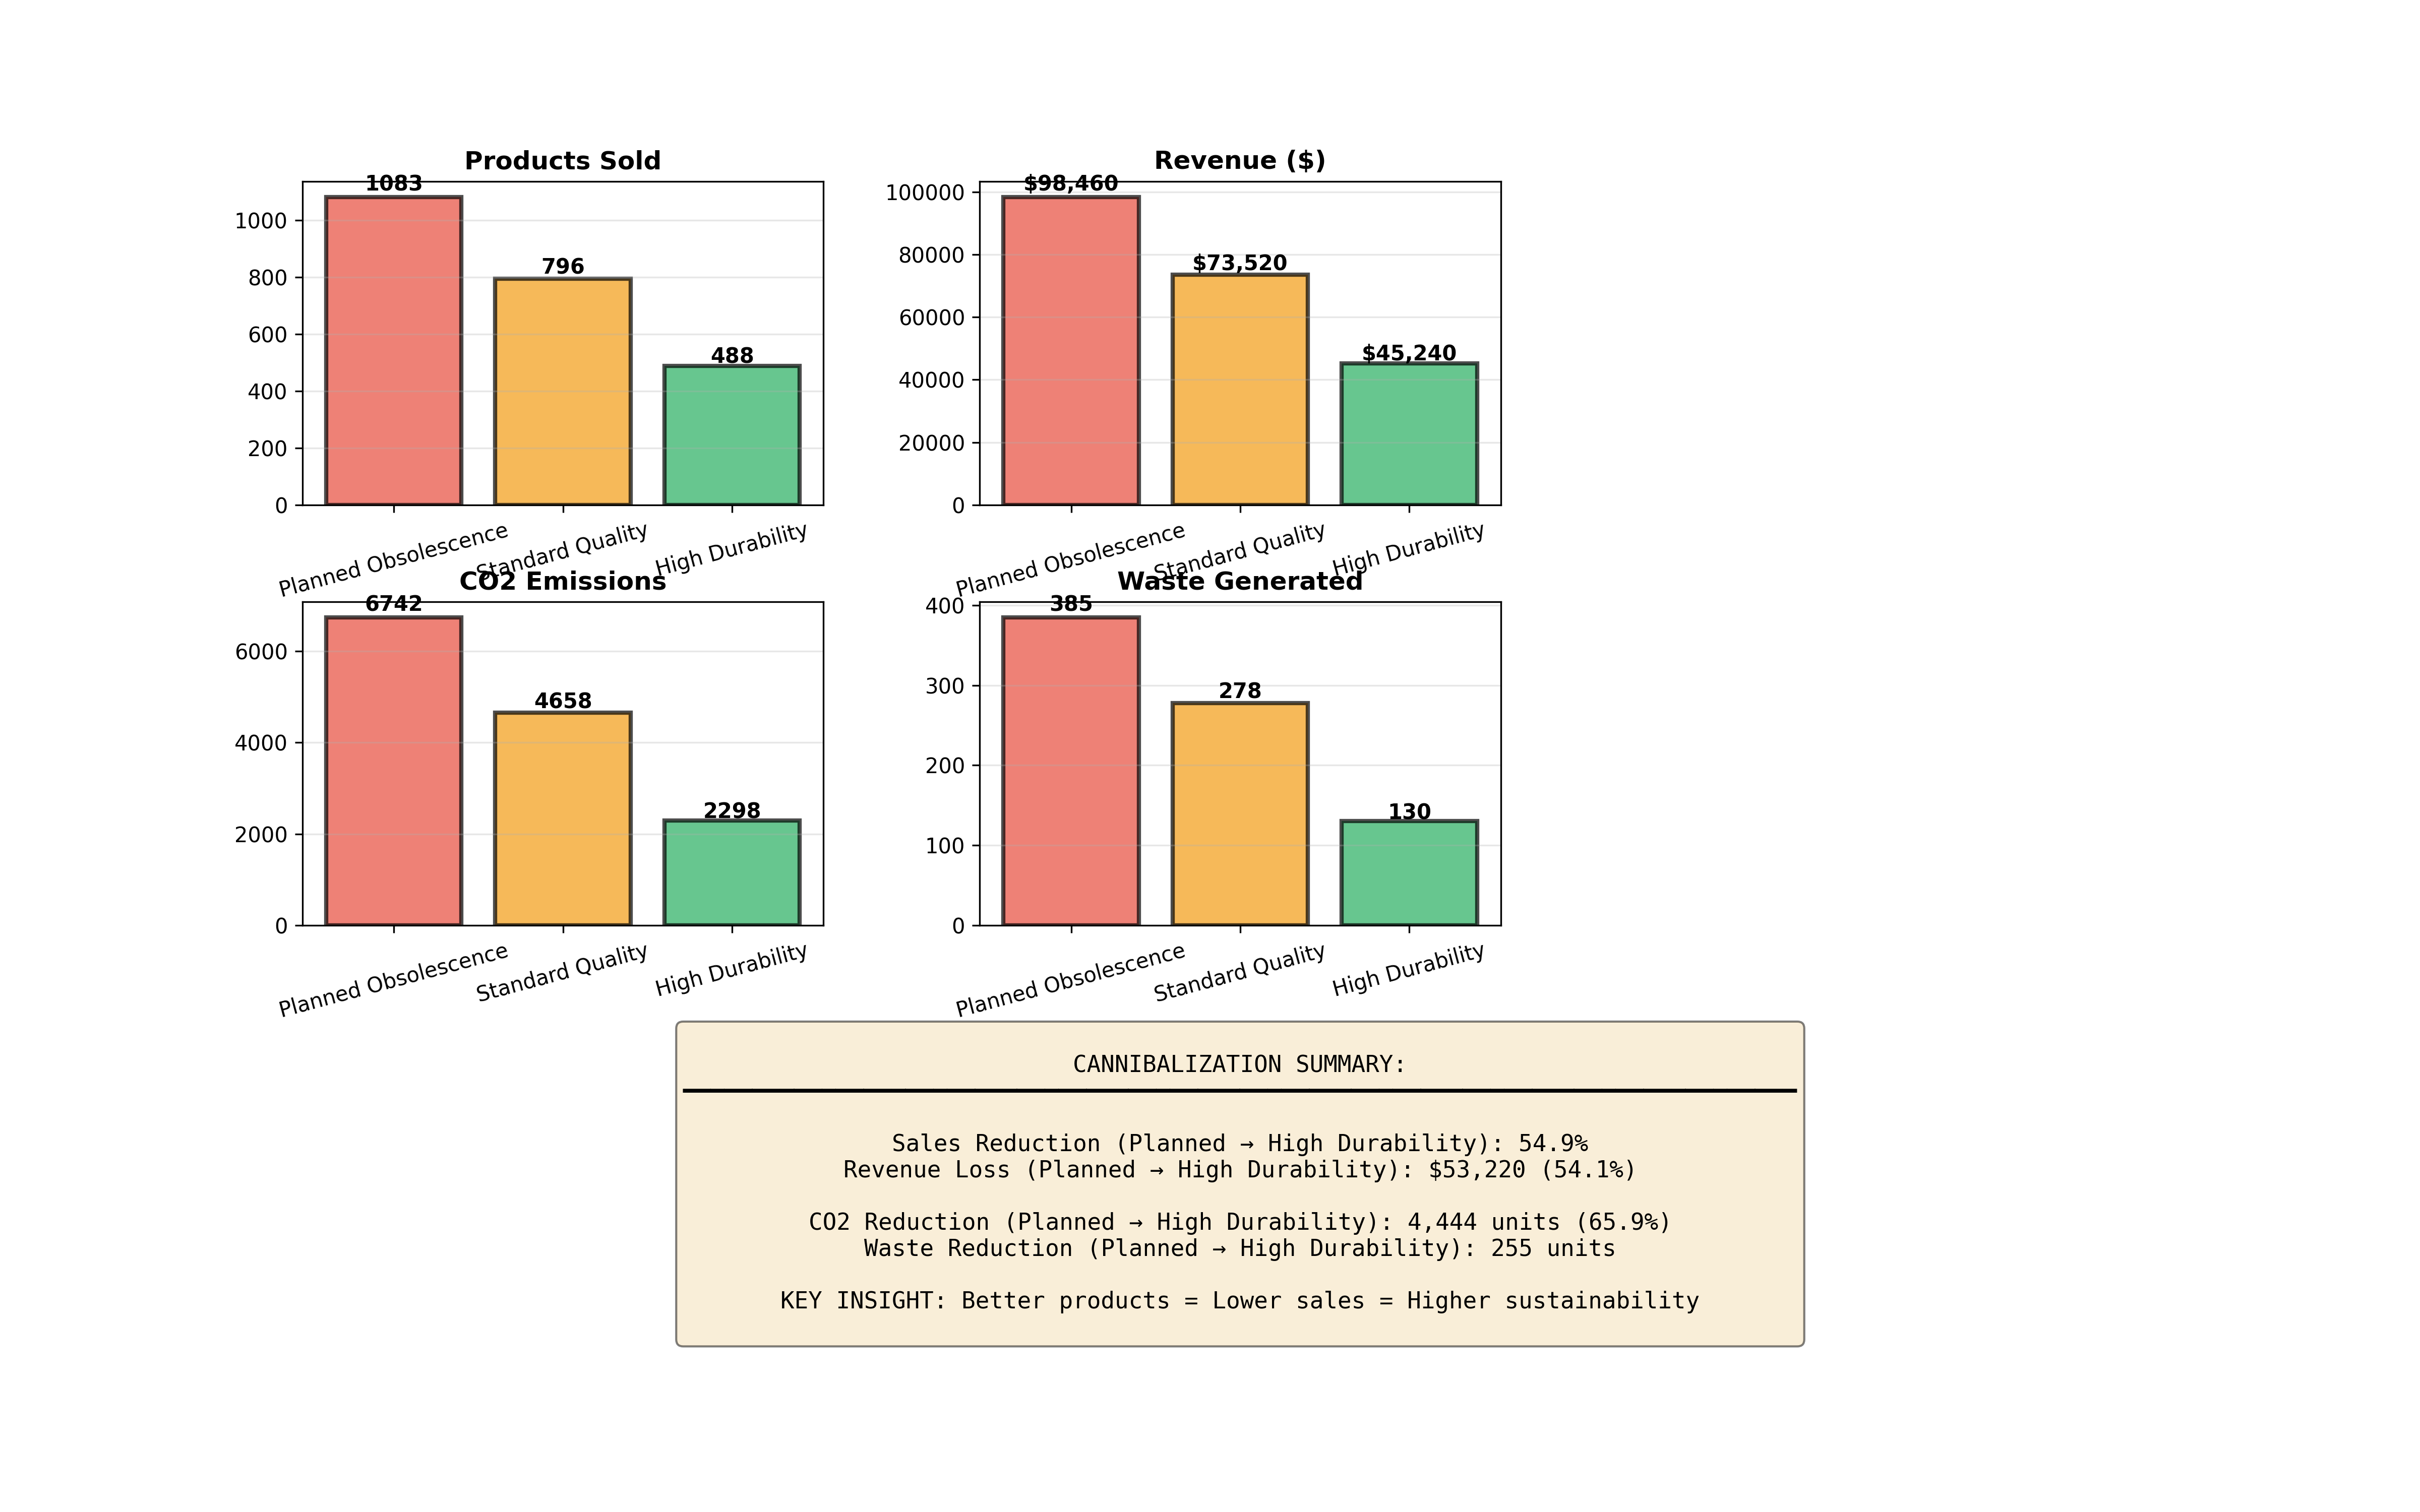 Products Sold
1083
796
488
1000
800
600
400
200
0
Planned Obsolescence
Standard Quality
High Durability
Revenue ($)
$98,460
$73,520
$45,240
100000
80000
60000
40000
20000
0
Planned Obsolescence
Standard Quality
High Durability
CO2 Emissions
6742
4658
2298
6000
4000
2000
0
Planned Obsolescence
Standard Quality
High Durability
Waste Generated
385
278
130
400
300
200
100
0
Planned Obsolescence
Standard Quality
High Durability
CANNIBALIZATION SUMMARY:
Sales Reduction (Planned → High Durability): 54.9%
Revenue Loss (Planned → High Durability): $53,220 (54.1%)
CO2 Reduction (Planned → High Durability): 4,444 units (65.9%)
Waste Reduction (Planned → High Durability): 255 units
KEY INSIGHT: Better products = Lower sales = Higher sustainability